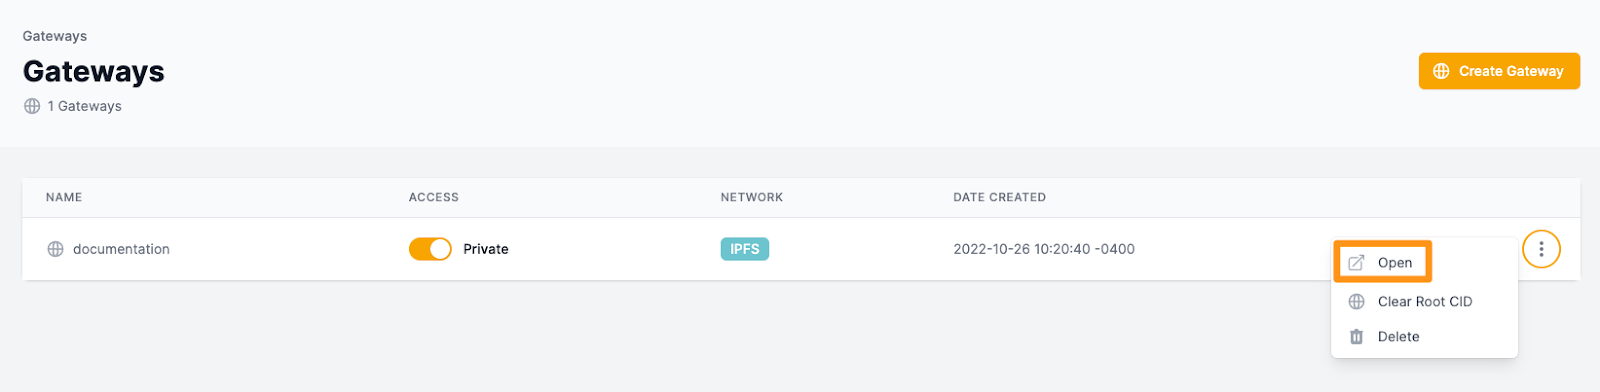 Gateways
Gateways
1 Gateways
Create Gateway
NAME ACCESS NETWORK DATE CREATED
documentation Private IPFS 2022-10-26 10:20:40 -0400
Open
Clear Root CID
Delete